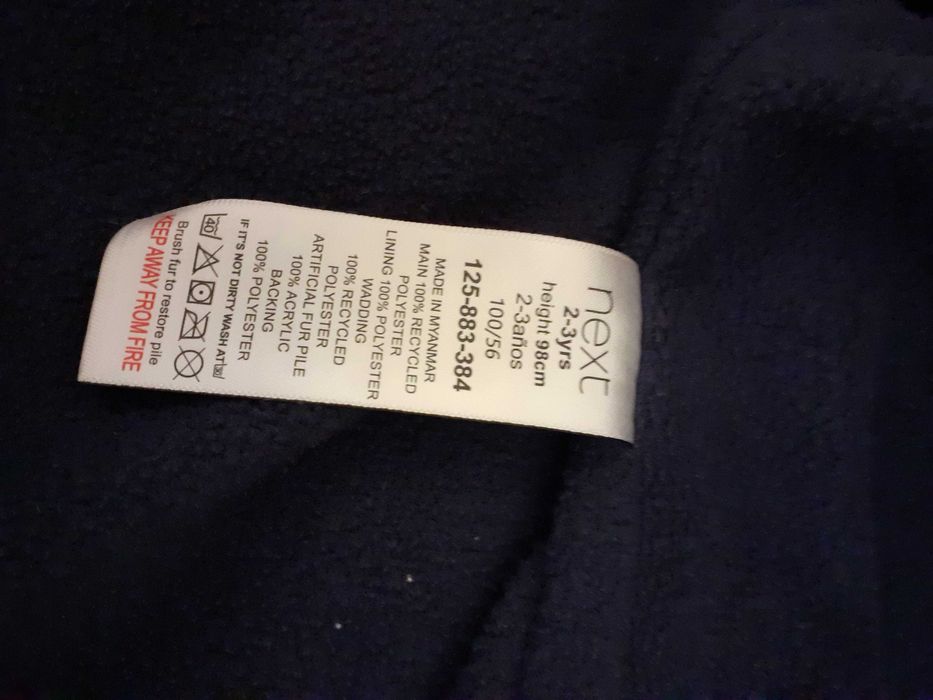 next
2-3yrs
height 98cm
2-3años
100/56
125-883-384
MADE IN MYANMAR
MAIN 100% RECYCLED
POLYESTER
LINING 100% POLYESTER
WADDING
100% RECYCLED
POLYESTER
ARTIFICIAL FUR PILE
100% ACRYLIC
BACKING
100% POLYESTER
IF IT'S NOT DIRTY WASH AT 30
40
Brush fur to restore pile
KEEP AWAY FROM FIRE